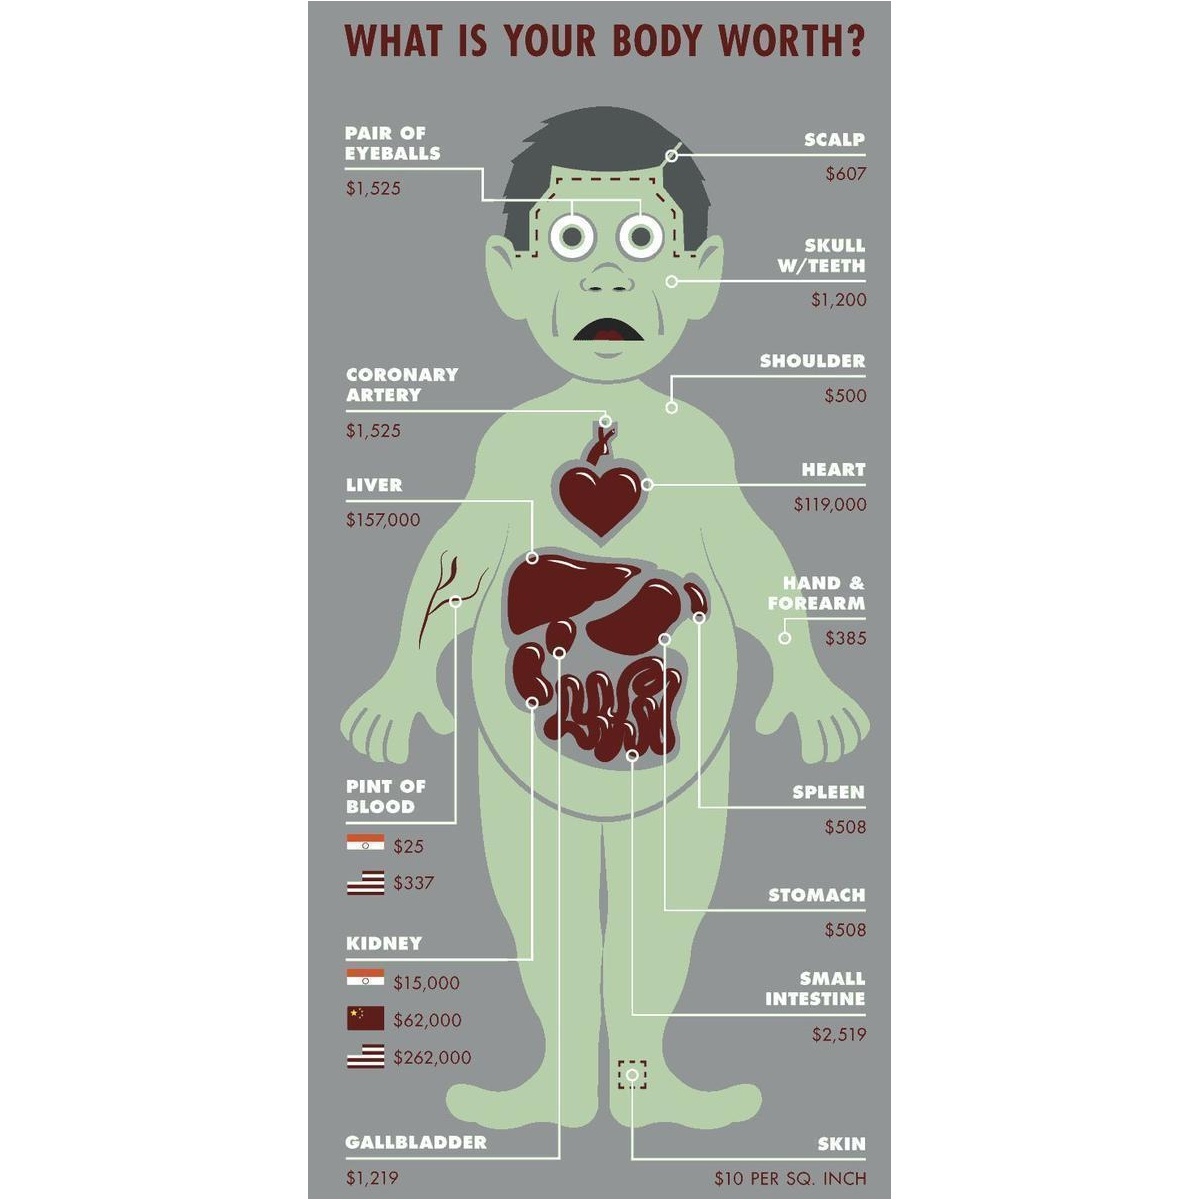 WHAT IS YOUR BODY WORTH?
PAIR OF
EYEBALLS
$1,525
SCALP
$607
SKULL
W/TEETH
$1,200
SHOULDER
$500
CORONARY
ARTERY
$1,525
HEART
$119,000
LIVER
$157,000
HAND &
FOREARM
$385
PINT OF
BLOOD
$25
$337
SPLEEN
$508
STOMACH
$508
KIDNEY
$15,000
$62,000
$262,000
SMALL
INTESTINE
$2,519
GALLBLADDER
$1,219
SKIN
$10 PER SQ. INCH